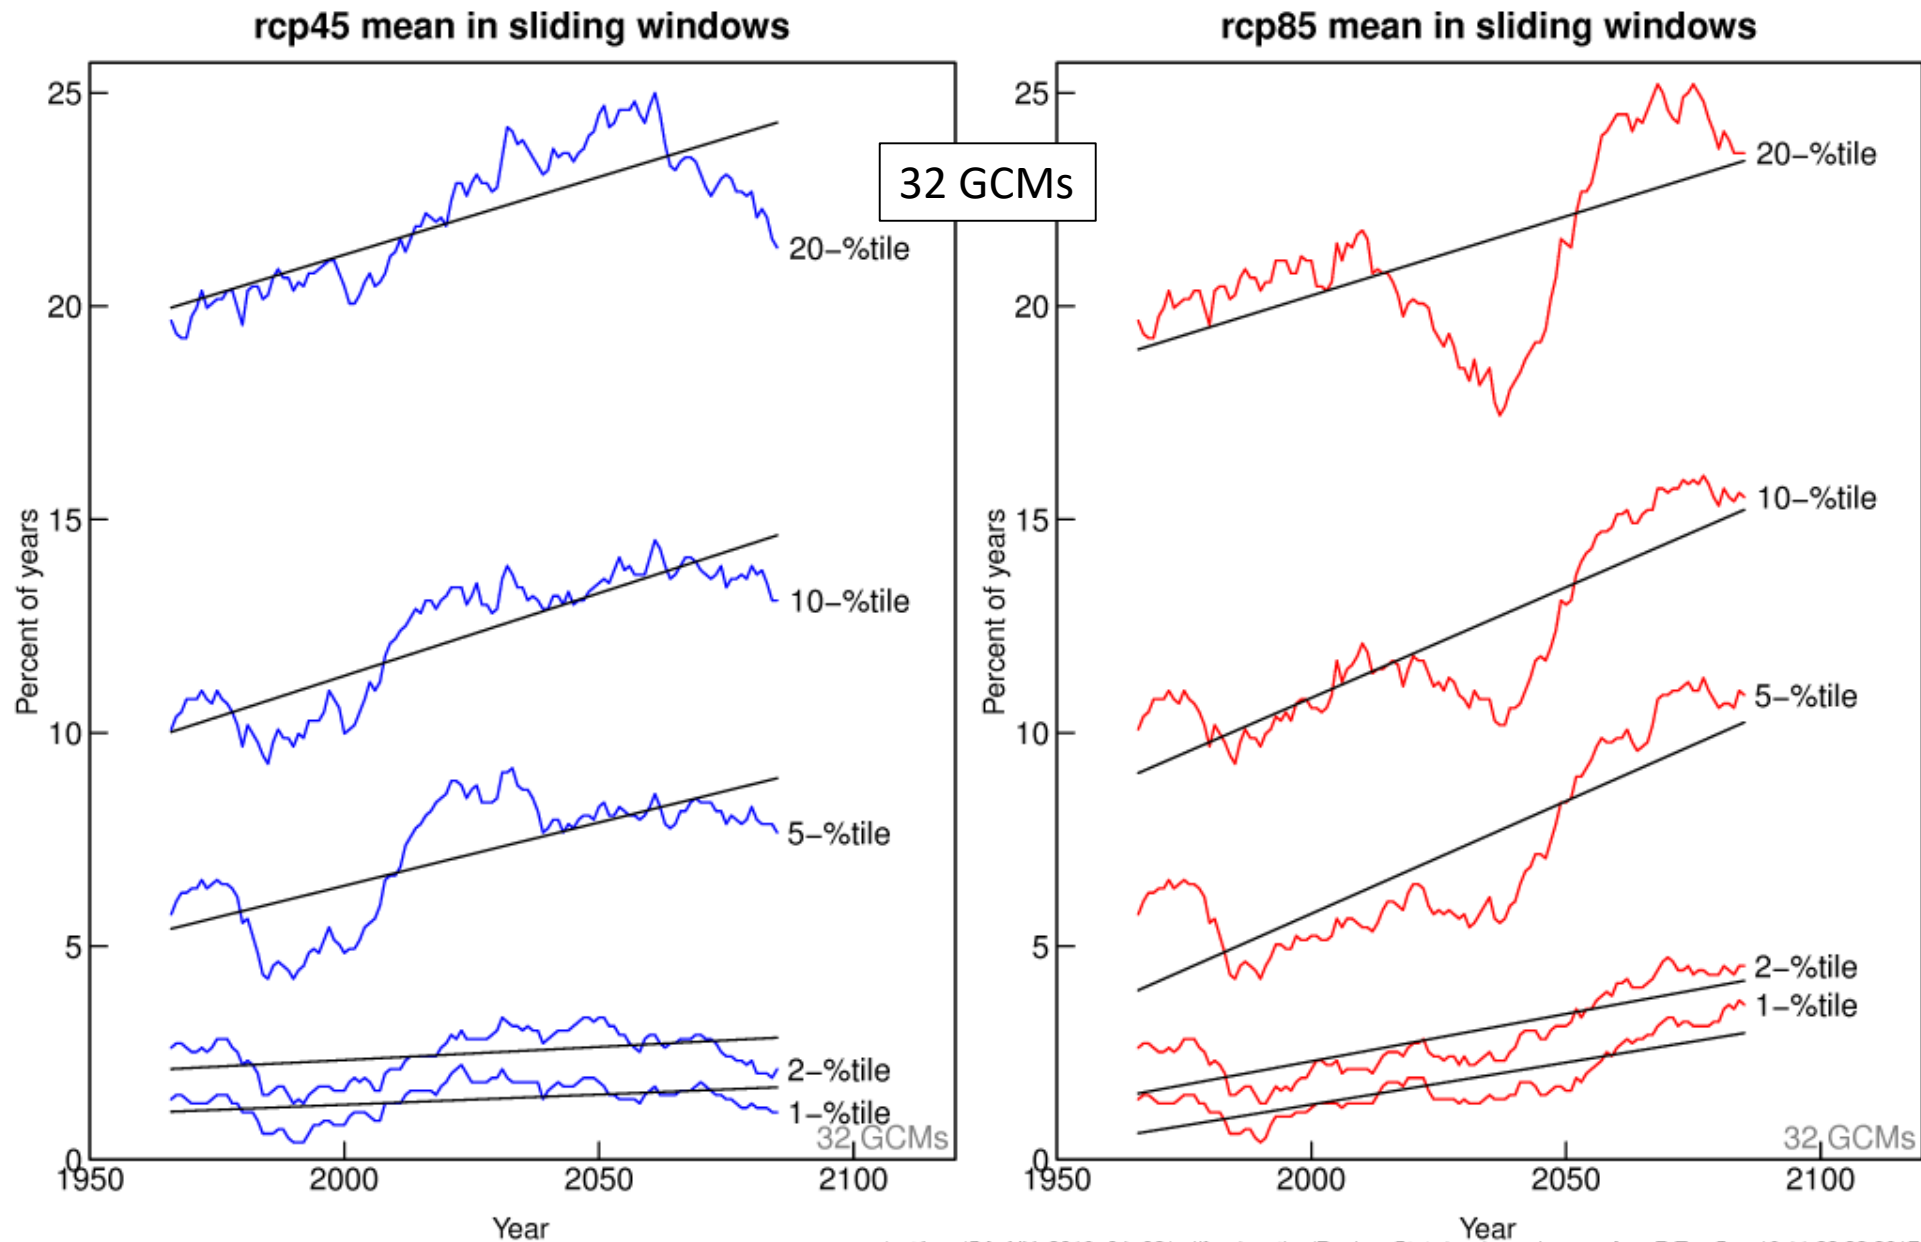 rcp45 mean in sliding windows
25
20
15
10
5
0
Percent of years
20-%tile
10-%tile
5-%tile
2-%tile
1-%tile
32 GCMs
1950
2000
2050
2100
Year
32 GCMs
rcp85 mean in sliding windows
25
20
15
10
5
0
Percent of years
20-%tile
10-%tile
5-%tile
2-%tile
1-%tile
32 GCMs
1950
2000
2050
2100
Year